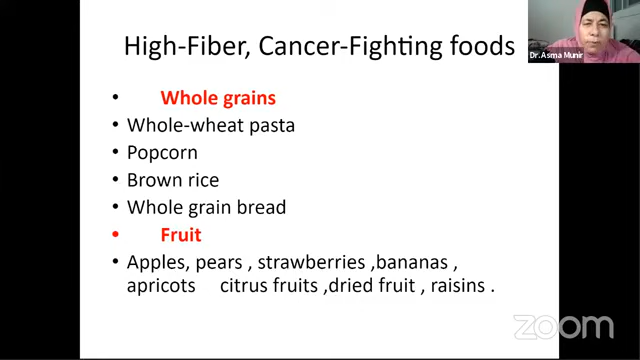 High-Fiber, Cancer-Fighting foods
Dr. Asma Munir
• Whole grains
• Whole-wheat pasta
• Popcorn
• Brown rice
• Whole grain bread
• Fruit
• Apples, pears , strawberries ,bananas ,
apricots citrus fruits ,dried fruit , raisins .
zoom